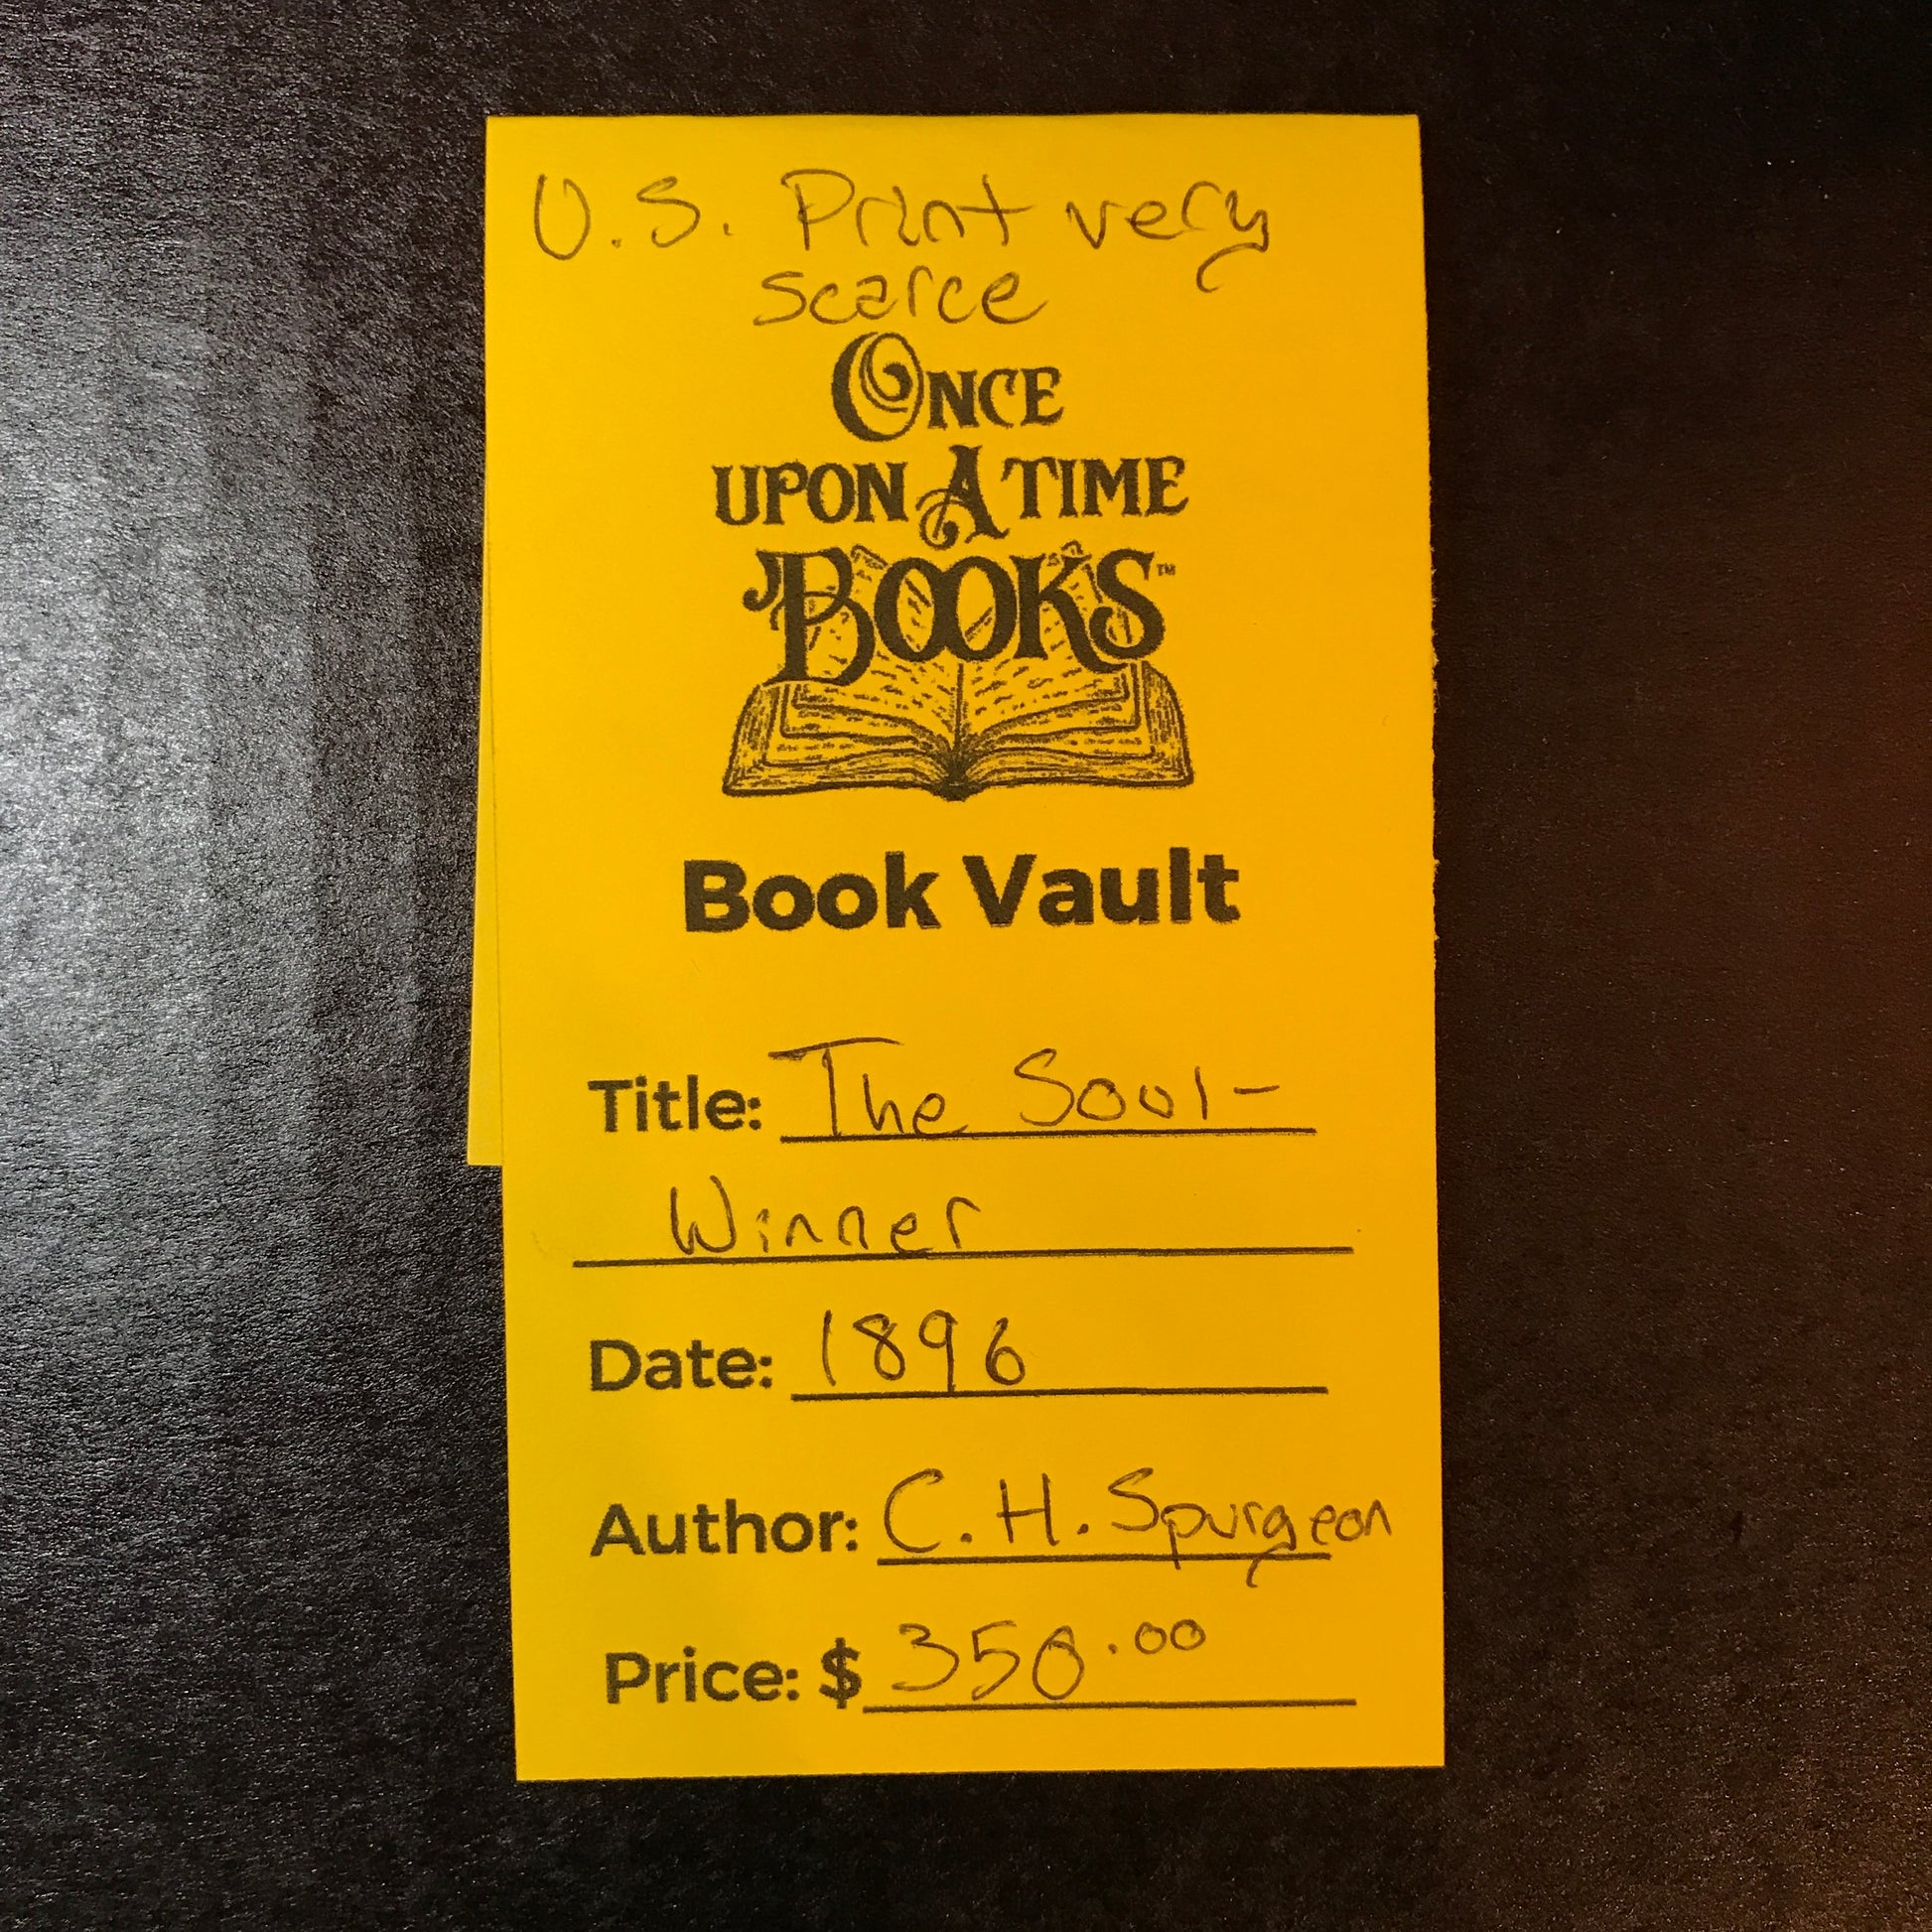 U.S. Print very
scarce
ONCE
UPON A TIME
BOOKS™
Book Vault
Title: The Soul-
Winner
Date: 1896
Author: C. H. Spurgeon
Price: $ 350.00